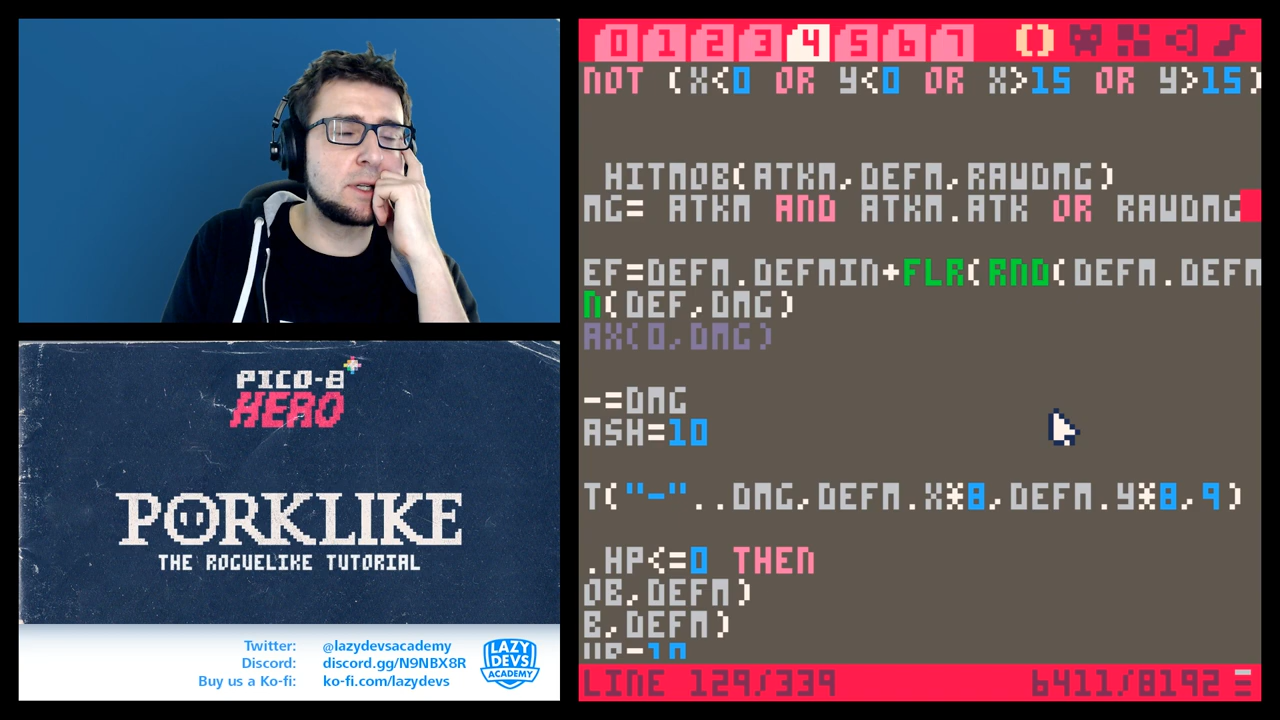 0 1 2 3 4 5 6 7
NOT (X<0 OR Y<0 OR X>15 OR Y>15)
HITMOB(ATKM,DEFM,RAWDMG)
MG= ATKM AND ATKM.ATK OR RAWDMG
EF=DEFM.DEFMIN+FLR(RND(DEFM.DEFM
N(DEF,DMG)
AX(0,DMG)
-=DMG
ASH=10
T("-"..DMG,DEFM.X*8,DEFM.Y*8,9)
.HP<=0 THEN
OB,DEFM)
B,DEFM)
LINE 129/339 6411/8192
PICO-8
HERO
PORKLIKE
THE ROGUELIKE TUTORIAL
Twitter: @lazydevsacademy
Discord: discord.gg/N9NBX8R
Buy us a Ko-fi: ko-fi.com/lazydevs
LAZY
DEVS
ACADEMY